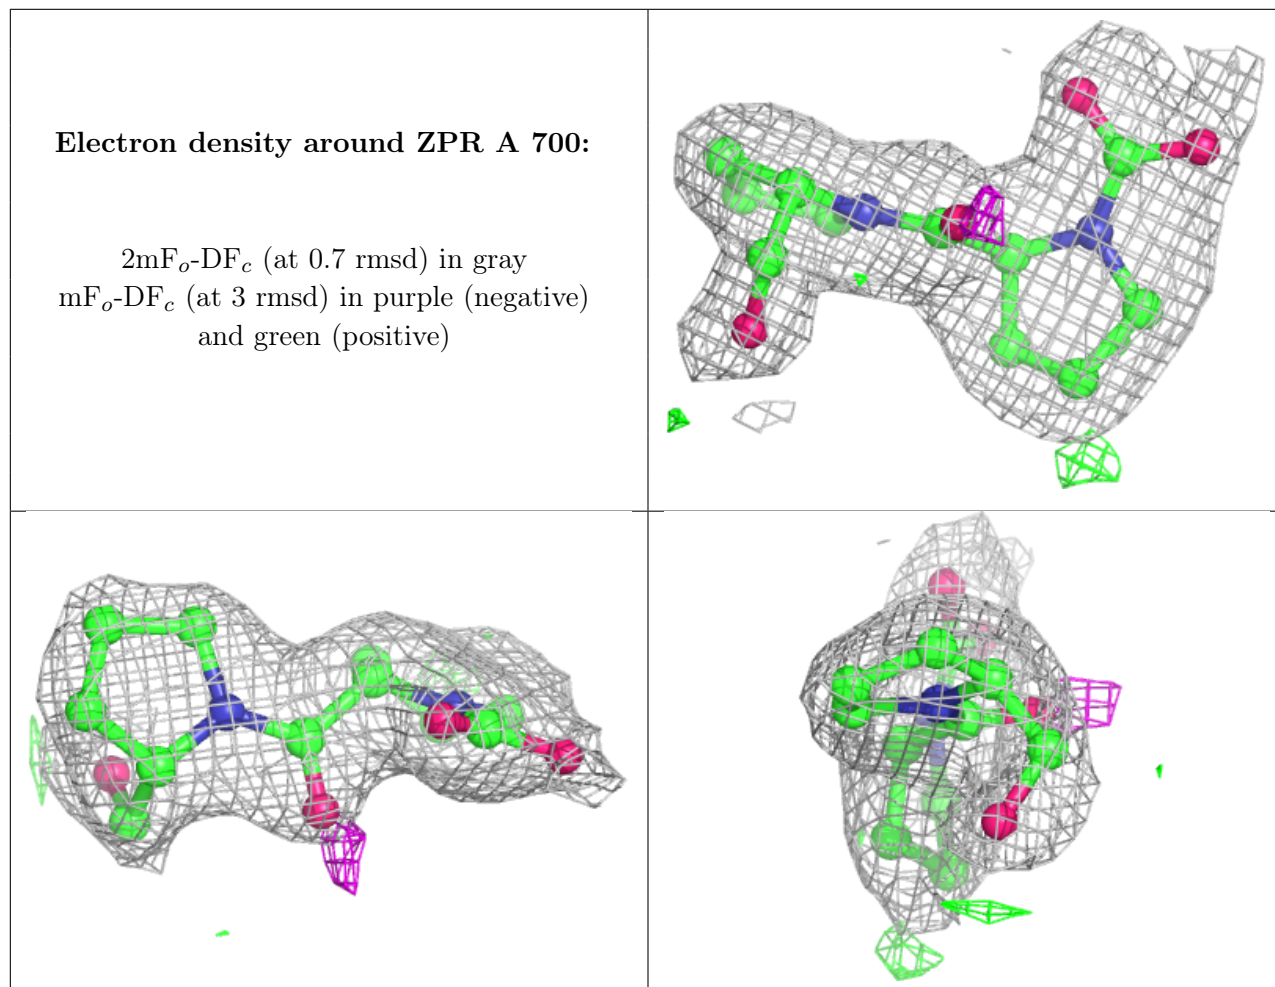 Electron density around ZPR A 700:
2mFo-DFc (at 0.7 rmsd) in gray
mFo-DFc (at 3 rmsd) in purple (negative)
and green (positive)